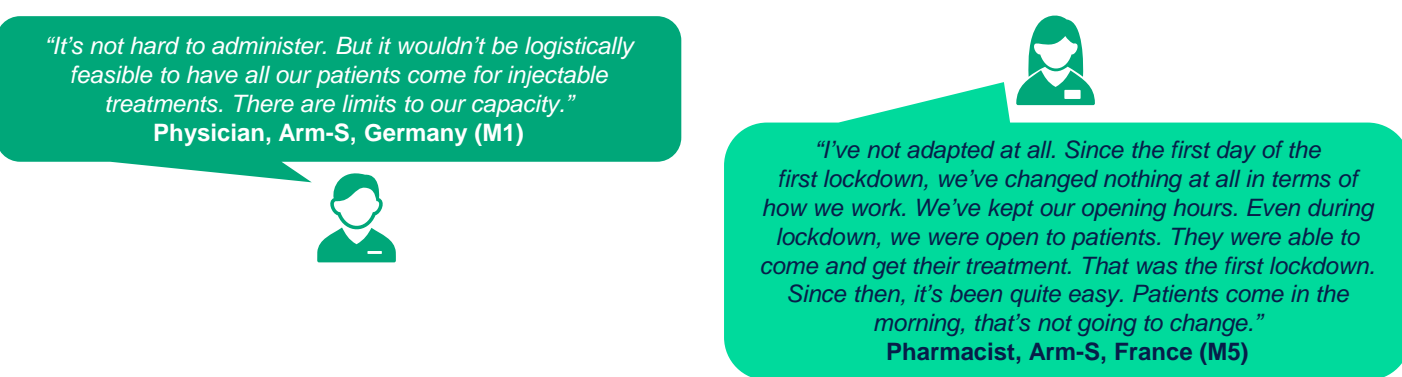 “It’s not hard to administer. But it wouldn’t be logistically
feasible to have all our patients come for injectable
treatments. There are limits to our capacity.”
Physician, Arm-S, Germany (M1)
“I’ve not adapted at all. Since the first day of the
first lockdown, we’ve changed nothing at all in terms of
how we work. We’ve kept our opening hours. Even during
lockdown, we were open to patients. They were able to
come and get their treatment. That was the first lockdown.
Since then, it’s been quite easy. Patients come in the
morning, that’s not going to change.”
Pharmacist, Arm-S, France (M5)